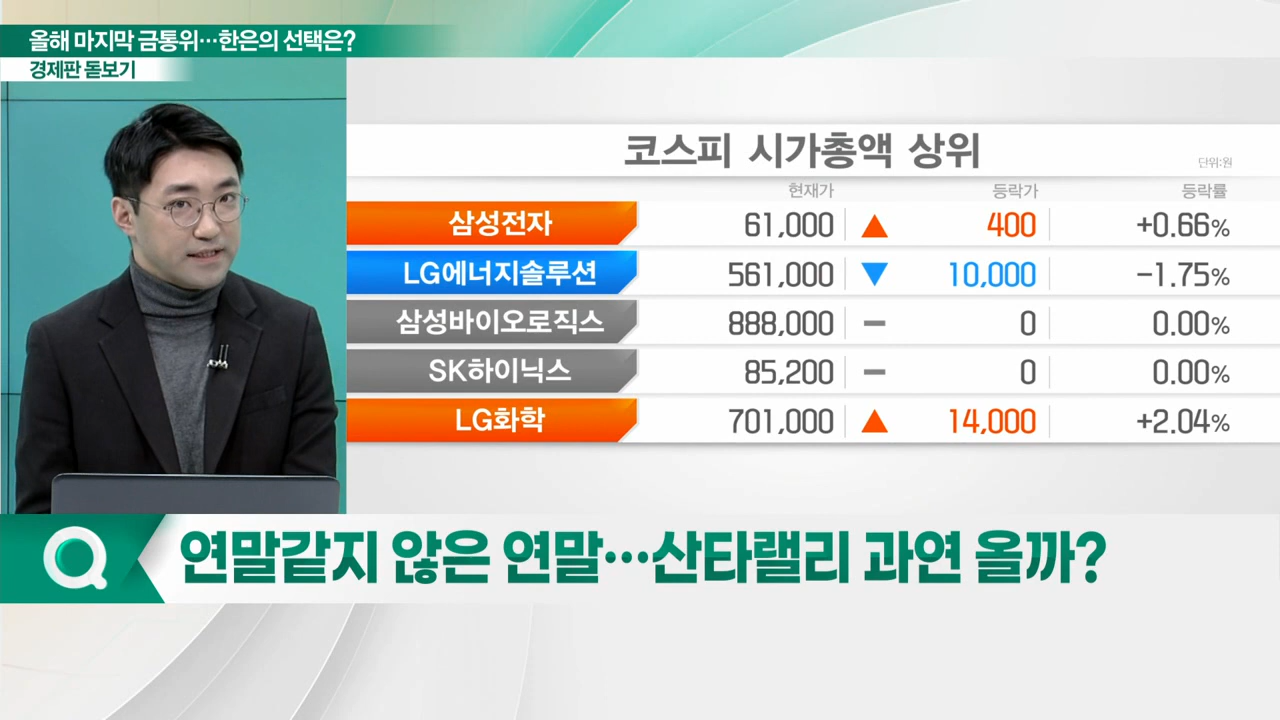 올해 마지막 금통위…한은의 선택은?
경제판 돋보기
코스피 시가총액 상위
단위:원
현재가 등락가 등락률
삼성전자 61,000 ▲ 400 +0.66%
LG에너지솔루션 561,000 ▼ 10,000 -1.75%
삼성바이오로직스 888,000 - 0 0.00%
SK하이닉스 85,200 - 0 0.00%
LG화학 701,000 ▲ 14,000 +2.04%
연말같지 않은 연말…산타랠리 과연 올까?